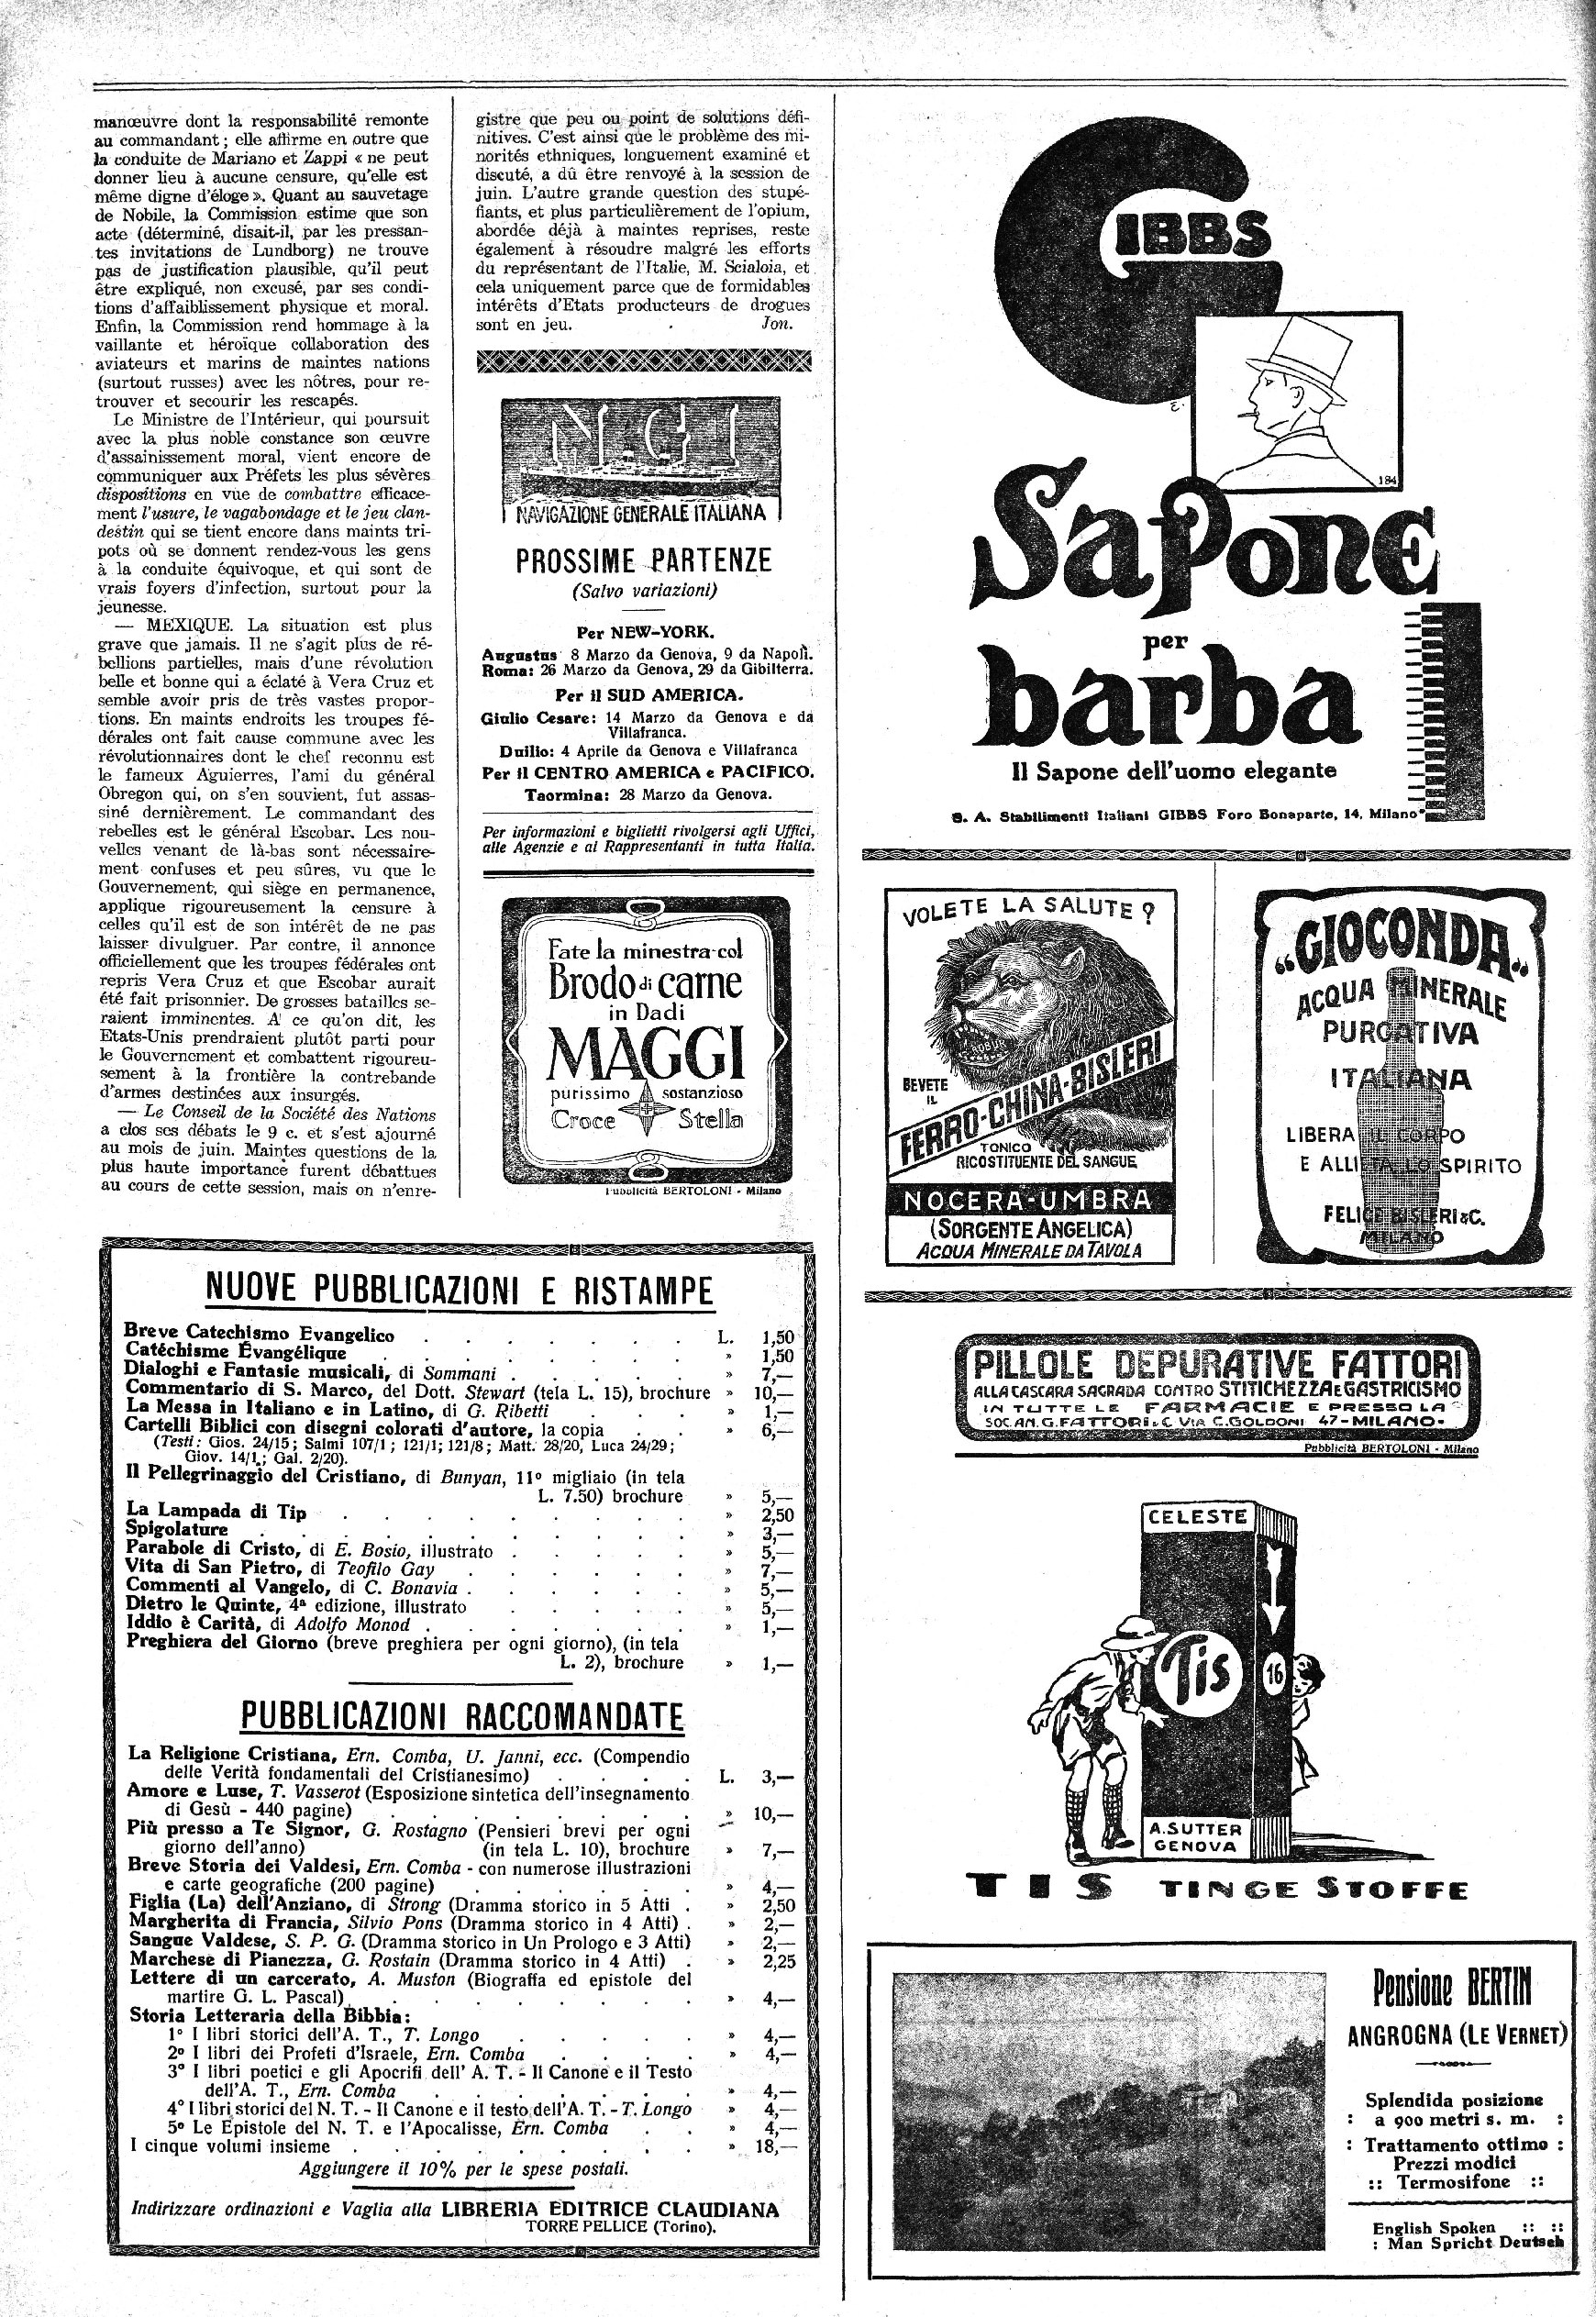 manœuvre dont la responsabilité remonte
au commandant ; elle affirme en outre que
la conduite de Mariano et Zappi « ne peut
donner lieu à aucune censure, qu'elle est
même digne d'éloge ». Quant au sauvetage
de Nobile, la Commission estime que son
acte (déterminé, disait-il, par les pressan-
tes invitations de Lundborg) ne trouve
pas de justification plausible, qu'il peut
être expliqué, non excusé, par ses condi-
tions d'affaiblissement physique et moral.
Enfin, la Commission rend hommage à la
vaillante et héroïque collaboration des
aviateurs et marins de maintes nations
(surtout russes) avec les nôtres, pour re-
trouver et secourir les rescapés.
Le Ministre de l'Intérieur, qui poursuit
avec la plus noble constance son œuvre
d'assainissement moral, vient encore de
communiquer aux Préfets les plus sévères
dispositions en vue de combattre efficace-
ment l'usure, le vagabondage et le jeu clan-
destin qui se tient encore dans maints tri-
pots où se donnent rendez-vous les gens
à la conduite équivoque, et qui sont de
vrais foyers d'infection, surtout pour la
jeunesse.
— MEXIQUE. La situation est plus
grave que jamais. Il ne s'agit plus de ré-
bellions partielles, mais d'une révolution
belle et bonne qui a éclaté à Vera Cruz et
semble avoir pris de très vastes propor-
tions. En maints endroits les troupes fé-
dérales ont fait cause commune avec les
révolutionnaires dont le chef reconnu est
le fameux Aguierres, l'ami du général
Obregon qui, on s'en souvient, fut assas-
siné dernièrement. Le commandant des
rebelles est le général Escobar. Les nou-
velles venant de là-bas sont nécessaire-
ment confuses et peu sûres, vu que le
Gouvernement, qui siège en permanence,
applique rigoureusement la censure à
celles qu'il est de son intérêt de ne pas
laisser divulguer. Par contre, il annonce
officiellement que les troupes fédérales ont
repris Vera Cruz et que Escobar aurait
été fait prisonnier. De grosses batailles se-
raient imminentes. A' ce qu'on dit, les
Etats-Unis prendraient plutôt parti pour
le Gouvernement et combattent rigoureu-
sement à la frontière la contrebande
d'armes destinées aux insurgés.
— Le Conseil de la Société des Nations
a clos ses débats le 9 c. et s'est ajourné
au mois de juin. Maintes questions de la
plus haute importance furent débattues
au cours de cette session, mais on n'enre-
gistre que peu ou point de solutions défi-
nitives. C'est ainsi que le problème des mi-
norités ethniques, longuement examiné et
discuté, a dû être renvoyé à la session de
juin. L'autre grande question des stupé-
fiants, et plus particulièrement de l'opium,
abordée déjà à maintes reprises, reste
également à résoudre malgré les efforts
du représentant de l'Italie, M. Scialoia, et
cela uniquement parce que de formidables
intérêts d'Etats producteurs de drogues
sont en jeu. Jon.
NGI
NAVIGAZIONE GENERALE ITALIANA
PROSSIME PARTENZE
(Salvo variazioni)
Per NEW-YORK.
Augustus 8 Marzo da Genova, 9 da Napoli.
Roma: 26 Marzo da Genova, 29 da Gibilterra.
Per il SUD AMERICA.
Giulio Cesare: 14 Marzo da Genova e da
Villafranca.
Duilio: 4 Aprile da Genova e Villafranca
Per il CENTRO AMERICA e PACIFICO.
Taormina: 28 Marzo da Genova.
Per informazioni e biglietti rivolgersi agli Uffici,
alle Agenzie e ai Rappresentanti in tutta Italia.
Fate la minestra col
Brodo di carne
in Dadi
MAGGI
purissimo sostanzioso
Croce Stella
Pubblicità BERTOLONI - Milano
NUOVE PUBBLICAZIONI E RISTAMPE
Breve Catechismo Evangelico . . . . . . . L. 1,50
Catéchisme Évangélique . . . . . . . » 1,50
Dialoghi e Fantasie musicali, di Sommani . . . . . » 7,—
Commentario di S. Marco, del Dott. Stewart (tela L. 15), brochure » 10,—
La Messa in Italiano e in Latino, di G. Ribetti . . . » 1,—
Cartelli Biblici con disegni colorati d'autore, la copia . . » 6,—
(Testi: Gios. 24/15; Salmi 107/1; 121/1; 121/8; Matt. 28/20, Luca 24/29;
Giov. 14/1; Gal. 2/20).
Il Pellegrinaggio del Cristiano, di Bunyan, 11º migliaio (in tela
L. 7.50) brochure » 5,—
La Lampada di Tip . . . . . . . . . » 2,50
Spigolature . . . . . . . . . . . » 3,—
Parabole di Cristo, di E. Bosio, illustrato . . . . . » 5,—
Vita di San Pietro, di Teofilo Gay . . . . . . » 7,—
Commenti al Vangelo, di C. Bonavia . . . . . . » 5,—
Dietro le Quinte, 4ª edizione, illustrato . . . . . » 5,—
Iddio è Carità, di Adolfo Monod . . . . . . . » 1,—
Preghiera del Giorno (breve preghiera per ogni giorno), (in tela
L. 2), brochure » 1,—
PUBBLICAZIONI RACCOMANDATE
La Religione Cristiana, Ern. Comba, U. Janni, ecc. (Compendio
delle Verità fondamentali del Cristianesimo) . . . . L. 3,—
Amore e Luse, T. Vasserot (Esposizione sintetica dell'insegnamento
di Gesù - 440 pagine) . . . . . . . . » 10,—
Più presso a Te Signor, G. Rostagno (Pensieri brevi per ogni
giorno dell'anno) (in tela L. 10), brochure » 7,—
Breve Storia dei Valdesi, Ern. Comba - con numerose illustrazioni
e carte geografiche (200 pagine) . . . . . . » 4,—
Figlia (La) dell'Anziano, di Strong (Dramma storico in 5 Atti . » 2,50
Margherita di Francia, Silvio Pons (Dramma storico in 4 Atti) . » 2,—
Sangue Valdese, S. P. G. (Dramma storico in Un Prologo e 3 Atti) » 2,—
Marchese di Pianezza, G. Rostain (Dramma storico in 4 Atti) . » 2,25
Lettere di un carcerato, A. Muston (Biografia ed epistole del
martire G. L. Pascal) . . . . . . . . » 4,—
Storia Letteraria della Bibbia:
1º I libri storici dell'A. T., T. Longo . . . . . » 4,—
2º I libri dei Profeti d'Israele, Ern. Comba . . . . » 4,—
3º I libri poetici e gli Apocrifi dell' A. T. - Il Canone e il Testo
dell'A. T., Ern. Comba . . . . . . . » 4,—
4º I libri storici del N. T. - Il Canone e il testo dell'A. T. - T. Longo » 4,—
5º Le Epistole del N. T. e l'Apocalisse, Ern. Comba . . » 4,—
I cinque volumi insieme . . . . . . . . . » 18,—
Aggiungere il 10% per le spese postali.
Indirizzare ordinazioni e Vaglia alla LIBRERIA EDITRICE CLAUDIANA
TORRE PELLICE (Torino).
GIBBS
184
Sapone
per
barba
Il Sapone dell'uomo elegante
S. A. Stabilimenti Italiani GIBBS Foro Bonaparte, 14, Milano
VOLETE LA SALUTE ?
BEVETE
IL
FERRO-CHINA-BISLERI
TONICO
RICOSTITUENTE DEL SANGUE
NOCERA-UMBRA
(SORGENTE ANGELICA)
ACQUA MINERALE DA TAVOLA
„GIOCONDA„
ACQUA MINERALE
PURGATIVA
ITALIANA
LIBERA IL CORPO
E ALLIETA LO SPIRITO
FELICE BISLERI & C.
MILANO
PILLOLE DEPURATIVE FATTORI
ALLA CASCARA SAGRADA CONTRO STITICHEZZA E GASTRICISMO
IN TUTTE LE FARMACIE E PRESSO LA
SOC. AN. G. FATTORI & C VIA C. GOLDONI 47-MILANO-
Pubblicità BERTOLONI - Milano
CELESTE
Tis
16
A. SUTTER
GENOVA
TIS TINGE STOFFE
Pensione BERTIN
ANGROGNA (LE VERNET)
Splendida posizione
: a 900 metri s. m. :
: Trattamento ottimo :
Prezzi modici
:: Termosifone ::
English Spoken :: ::
: Man Spricht Deutsch